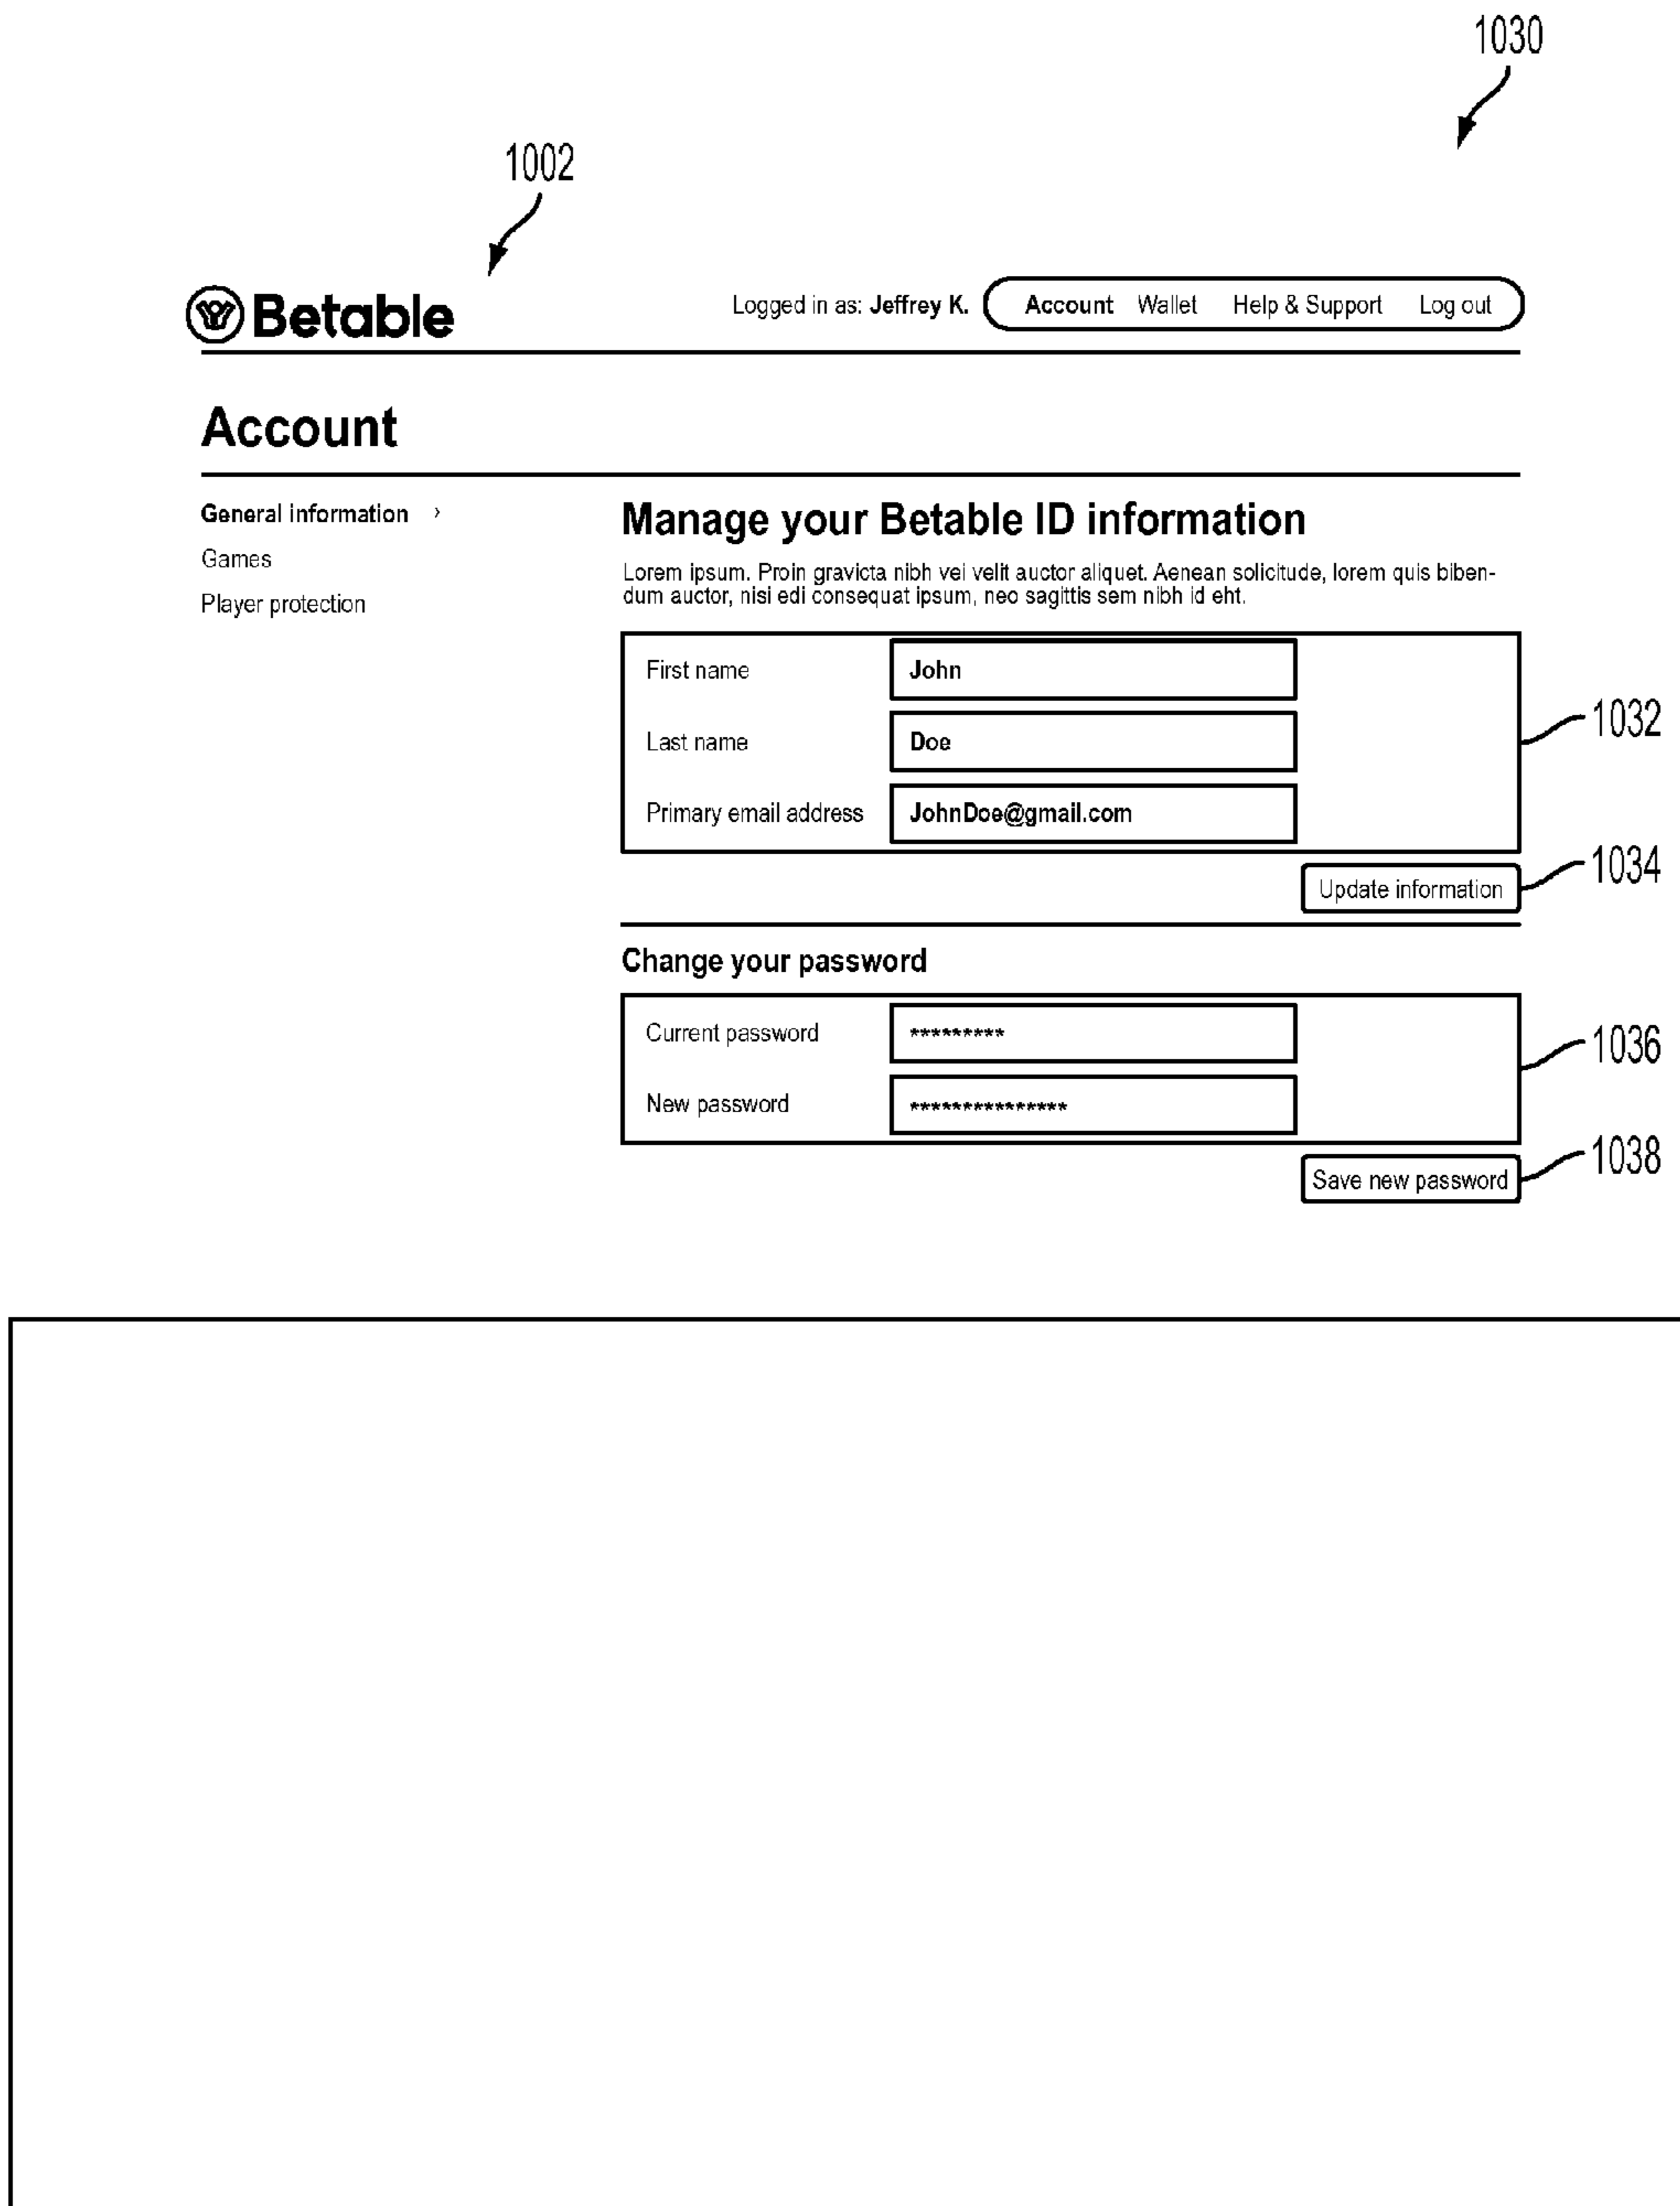 1030
1002
Betable
Logged in as: Jeffrey K. Account Wallet Help & Support Log out
Account
General information ›
Games
Player protection
Manage your Betable ID information
Lorem ipsum. Proin gravicta nibh vei velit auctor aliquet. Aenean solicitude, lorem quis biben-
dum auctor, nisi edi consequat ipsum, neo sagittis sem nibh id eht.
First name John
Last name Doe
Primary email address JohnDoe@gmail.com
1032
Update information
1034
Change your password
Current password *********
New password ***************
1036
Save new password
1038